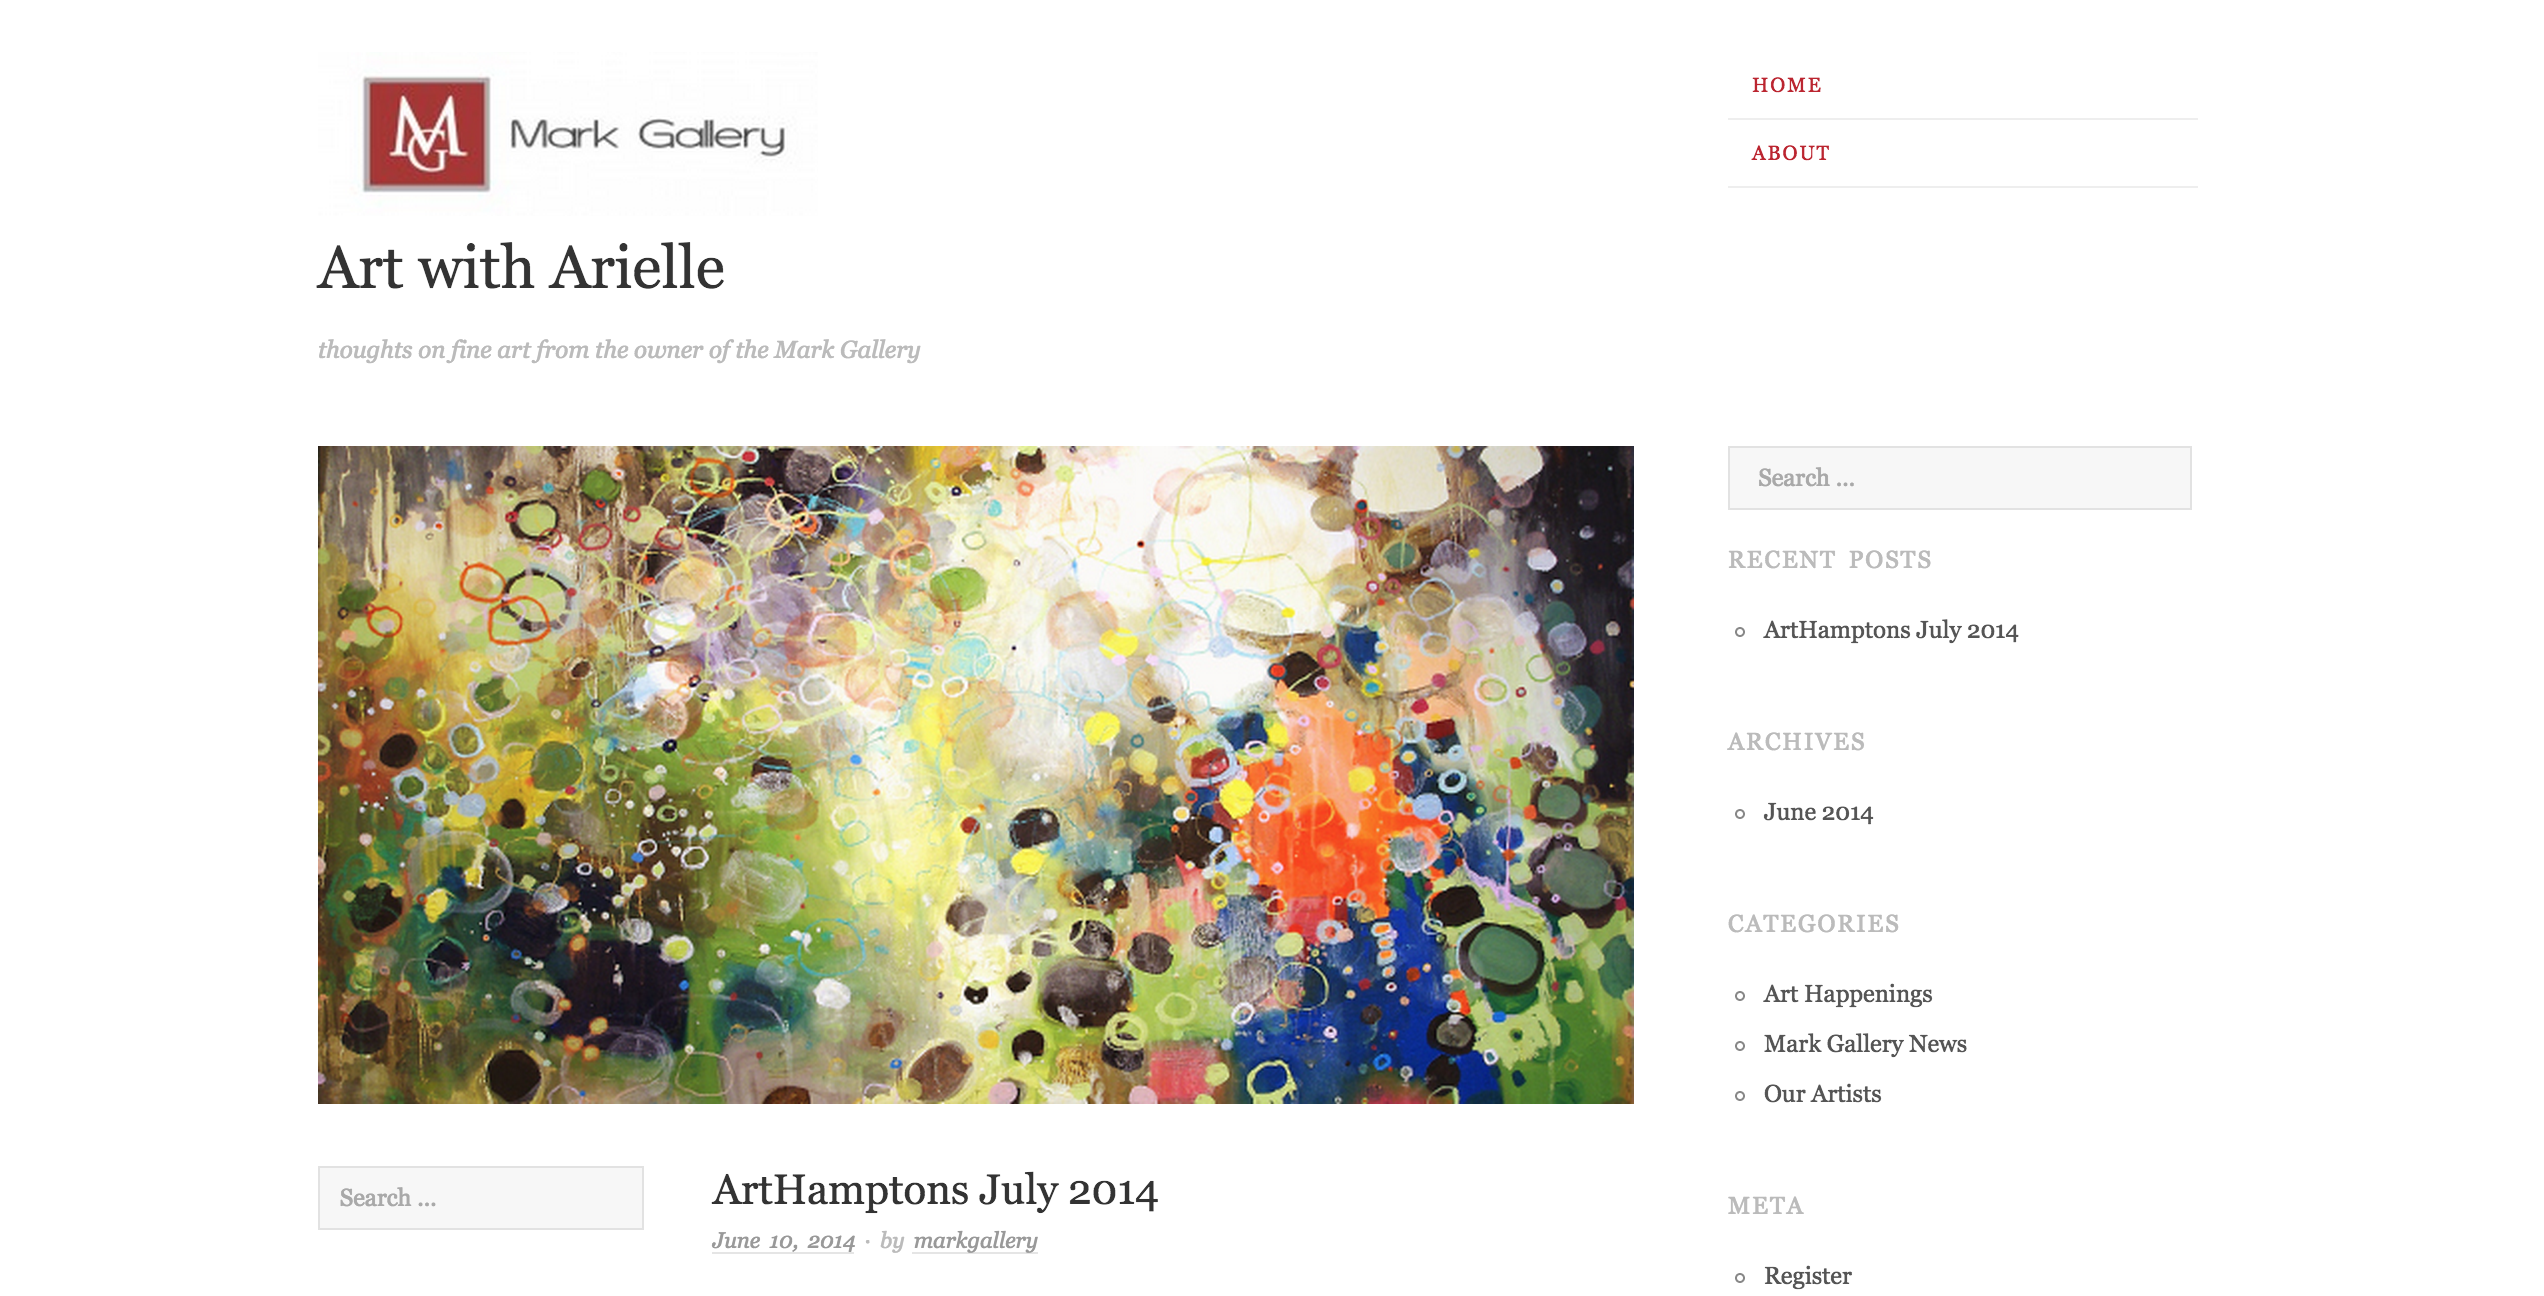 MG Mark Gallery
HOME
ABOUT
Art with Arielle
thoughts on fine art from the owner of the Mark Gallery
Search ...
RECENT POSTS
ArtHamptons July 2014
ARCHIVES
June 2014
CATEGORIES
Art Happenings
Mark Gallery News
Our Artists
META
Register
Search ...
ArtHamptons July 2014
June 10, 2014 · by markgallery